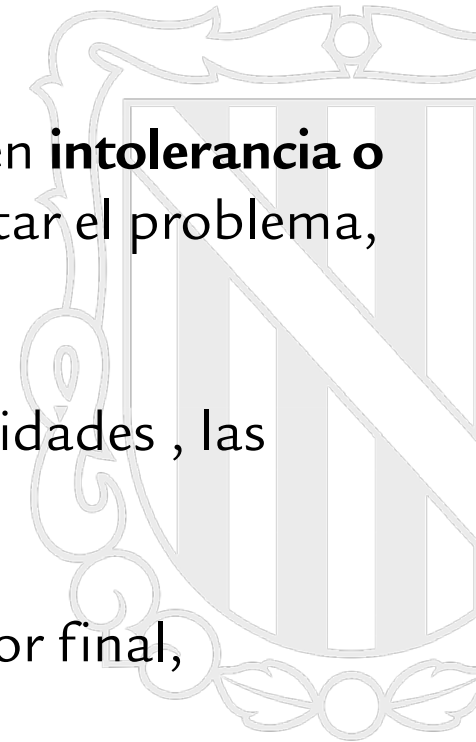 en intolerancia o
tar el problema,
idades , las
or final,